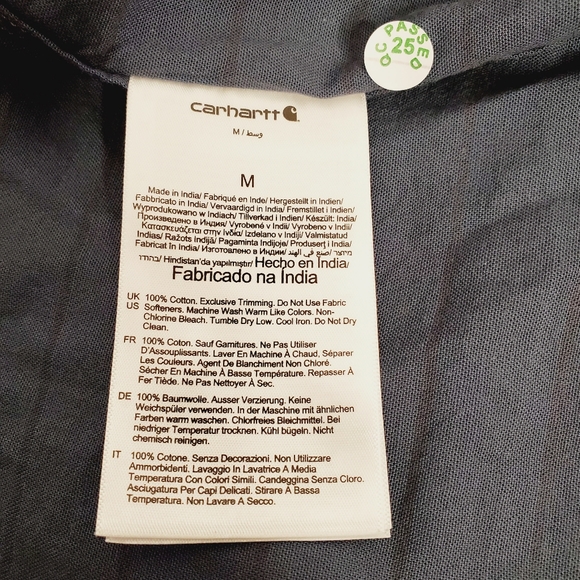 QC PASSED
25
carhartt
M / وسط
M
Made in India/ Fabriqué en Inde/ Hergestellt in Indien/
Fabbricato in India/ Vervaardigd in India/ Fremstillet i Indien/
Wyprodukowano w Indiach/ Tillverkad i Indien/ Készült: India/
Произведено в Индия/ Vyrobené v Indii/ Vyrobeno v Indii/
Κατασκευάζεται στην Ινδία/ Izdelano v Indiji/ Valmistatud
Indias/ Ražots Indijā/ Pagaminta Indijoje/ Produsert i India/
Fabricat în India/ Изготовлено в Индии/ صنع في الهند/ מיוצר
בהודו/ Hindistan'da yapılmıştır/ Hecho en India/
Fabricado na Índia
UK 100% Cotton. Exclusive Trimming. Do Not Use Fabric
US Softeners. Machine Wash Warm Like Colors. Non-
Chlorine Bleach. Tumble Dry Low. Cool Iron. Do Not Dry
Clean.
FR 100% Coton. Sauf Garnitures. Ne Pas Utiliser
D'Assouplissants. Laver En Machine À Chaud, Séparer
Les Couleurs. Agent De Blanchiment Non Chloré.
Sécher En Machine À Basse Température. Repasser À
Fer Tiède. Ne Pas Nettoyer À Sec.
DE 100% Baumwolle. Ausser Verzierung. Keine
Weichspüler verwenden. In der Maschine mit ähnlichen
Farben warm waschen. Chlorfreies Bleichmittel. Bei
niedriger Temperatur trocknen. Kühl bügeln. Nicht
chemisch reinigen.
IT 100% Cotone. Senza Decorazioni. Non Utilizzare
Ammorbidenti. Lavaggio In Lavatrice A Media
Temperatura Con Colori Simili. Candeggina Senza Cloro.
Asciugatura Per Capi Delicati. Stirare A Bassa
Temperatura. Non Lavare A Secco.